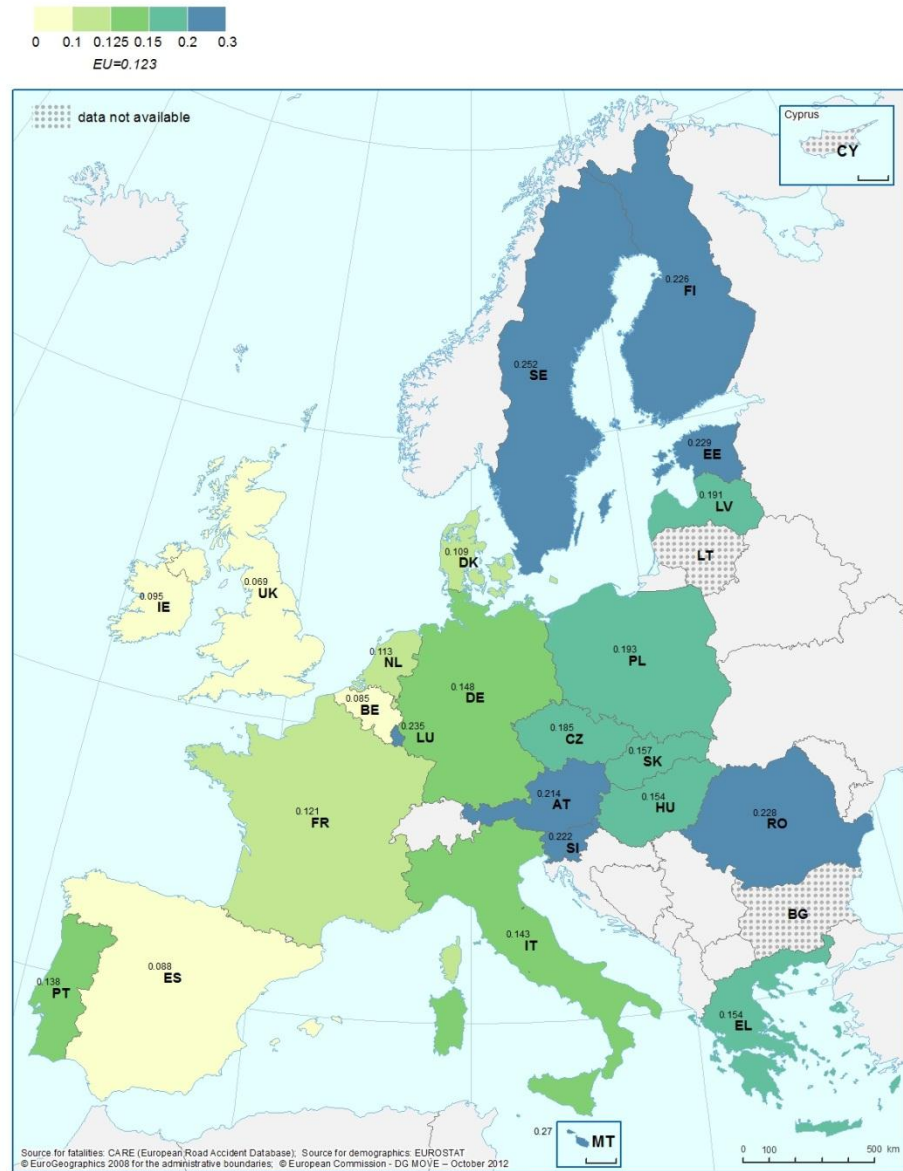 0 0.1 0.125 0.15 0.2 0.3
EU=0.123
data not available
Cyprus
CY
0.226
FI
0.252
SE
0.229
EE
0.191
LV
LT
0.109
DK
0.095
IE
0.069
UK
0.113
NL
0.193
PL
0.148
DE
0.085
BE
0.235
LU
0.185
CZ
0.157
SK
0.154
HU
0.214
AT
0.228
RO
0.121
FR
0.222
SI
BG
0.143
IT
0.088
ES
0.138
PT
0.154
EL
0.27
MT
0 100 500 km
Source for fatalities: CARE (European Road Accident Database); Source for demographics: EUROSTAT
© EuroGeographics 2008 for the administrative boundaries; © European Commission - DG MOVE – October 2012